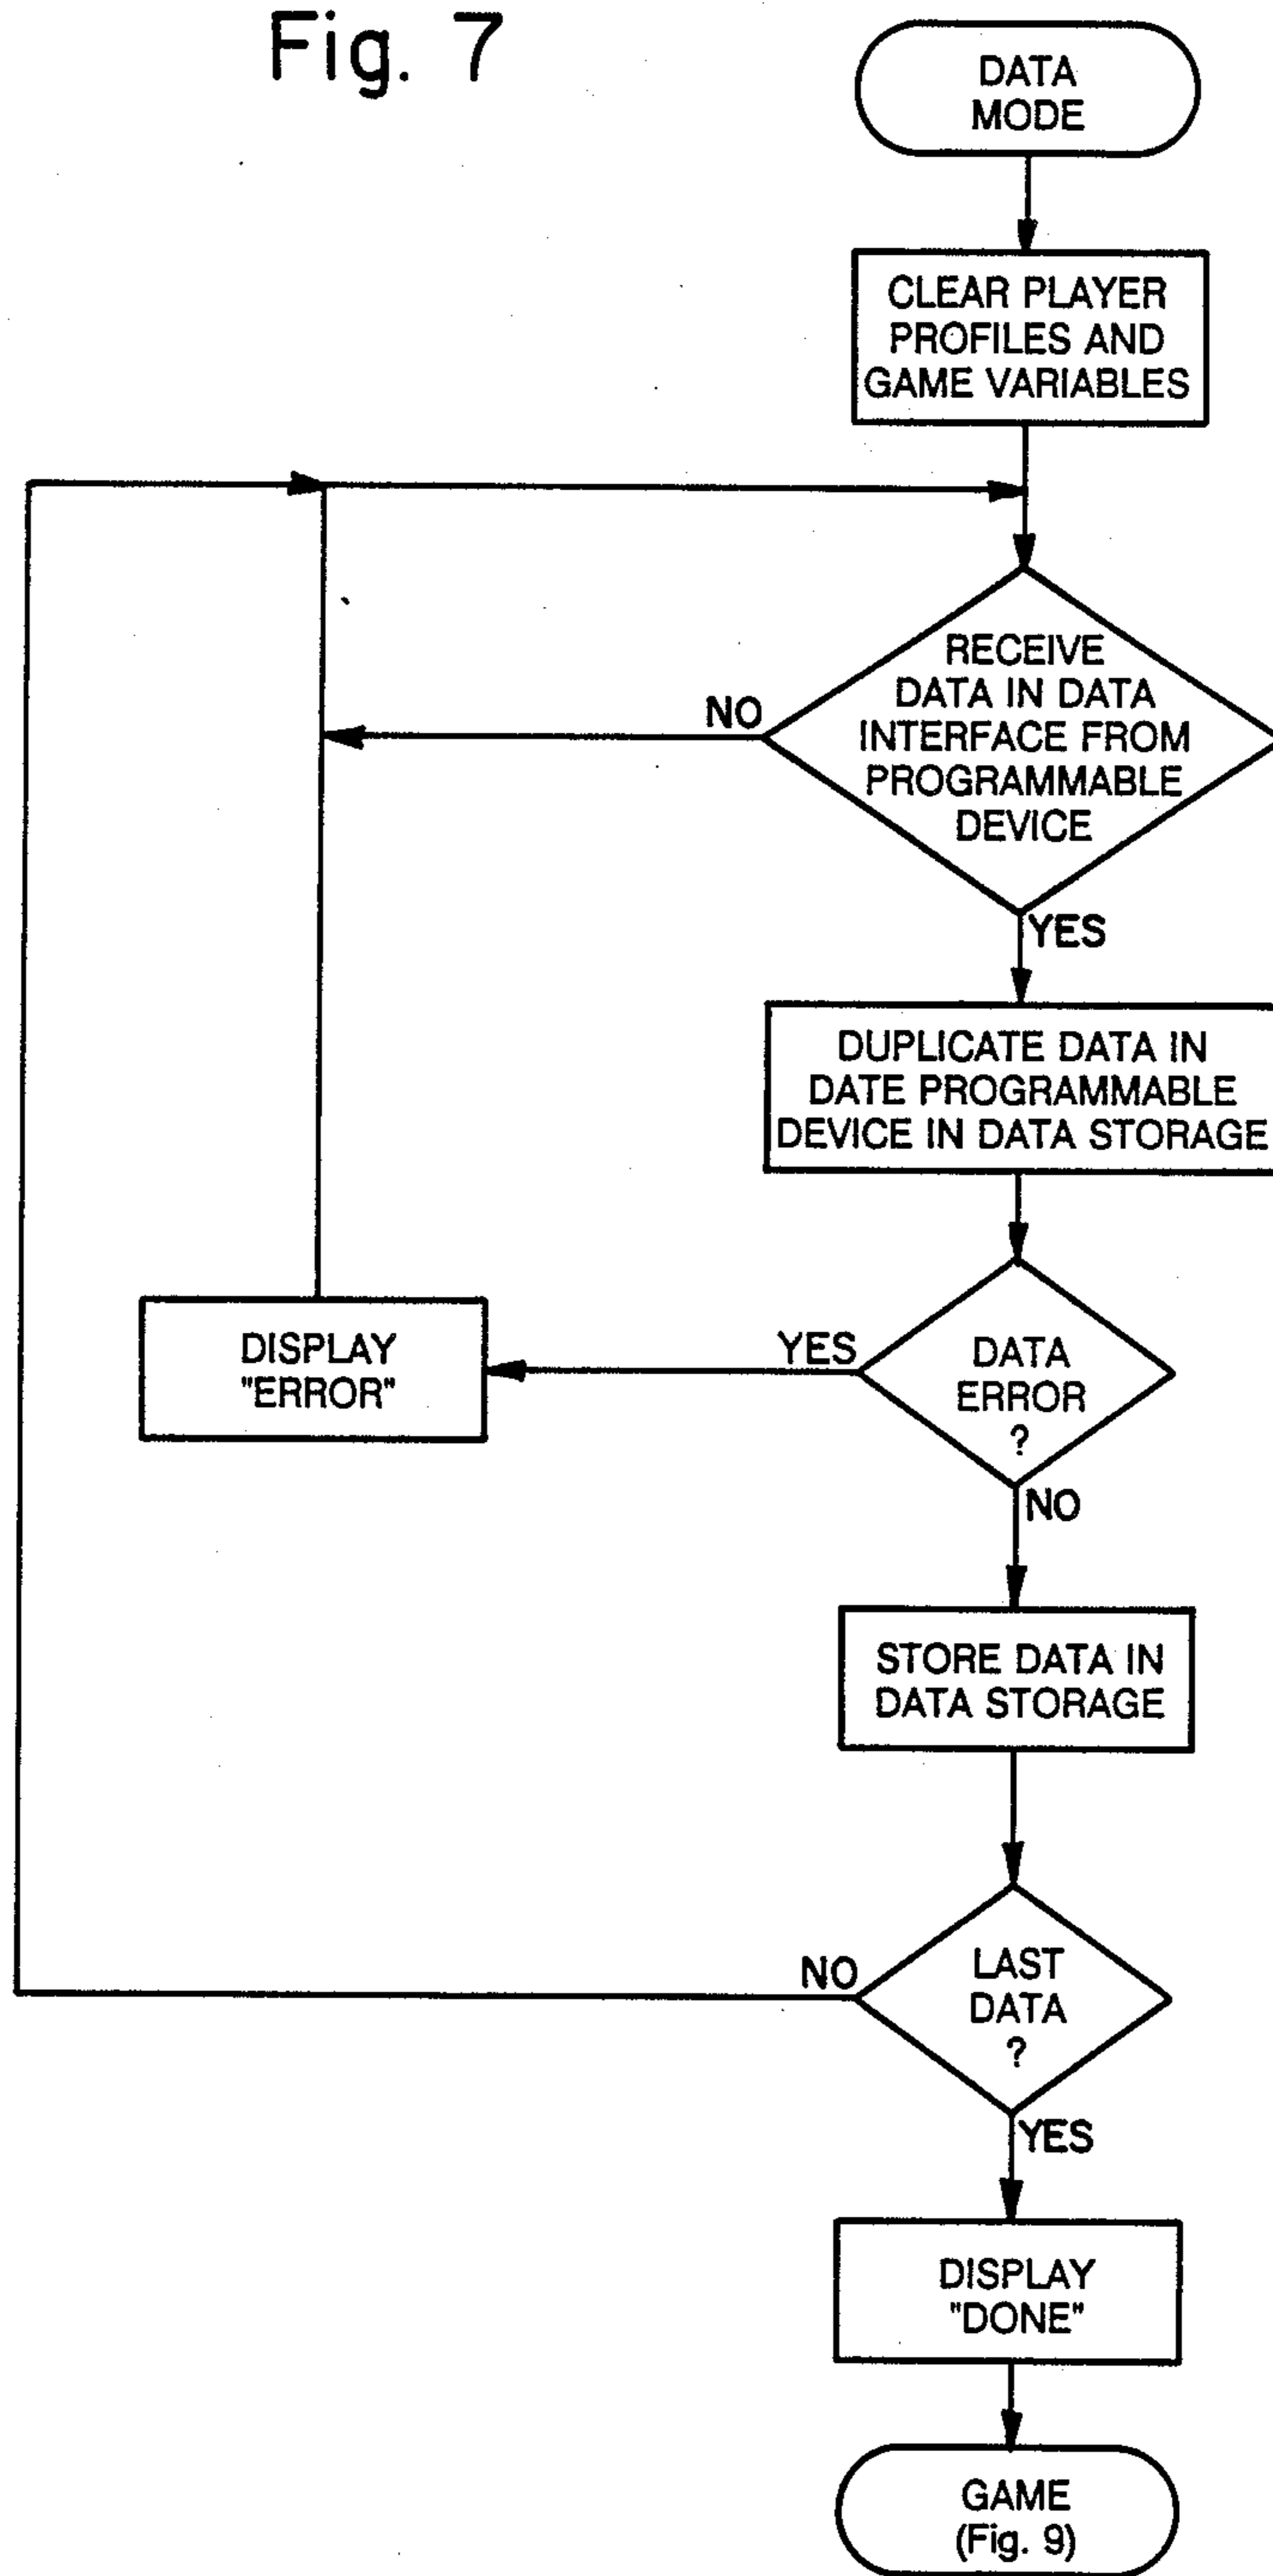 Fig. 7
DATA
MODE
CLEAR PLAYER
PROFILES AND
GAME VARIABLES
RECEIVE
DATA IN DATA
INTERFACE FROM
PROGRAMMABLE
DEVICE
NO
YES
DUPLICATE DATA IN
DATE PROGRAMMABLE
DEVICE IN DATA STORAGE
DATA
ERROR
?
YES
DISPLAY
"ERROR"
NO
STORE DATA IN
DATA STORAGE
LAST
DATA
?
NO
YES
DISPLAY
"DONE"
GAME
(Fig. 9)